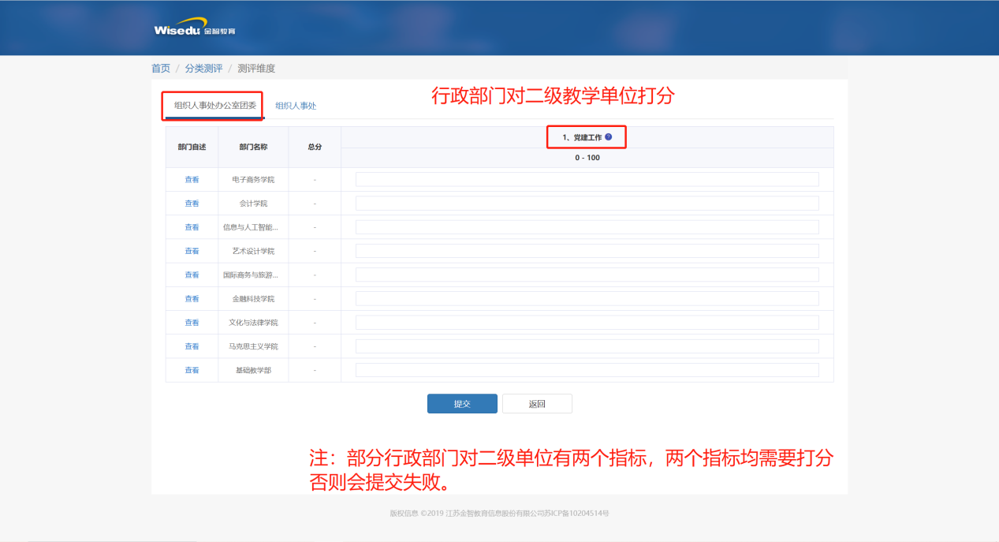 Wisedu 金智教育
首页 / 分类测评 / 测评维度
行政部门对二级教学单位打分
组织人事处办公室团委 组织人事处
部门自述 部门名称 总分 1、党建工作 ?
0 - 100
查看 电子商务学院 -
查看 会计学院 -
查看 信息与人工智能... -
查看 艺术设计学院 -
查看 国际商务与旅游... -
查看 金融科技学院 -
查看 文化与法律学院 -
查看 马克思主义学院 -
查看 基础教学部 -
提交 返回
注：部分行政部门对二级单位有两个指标，两个指标均需要打分
否则会提交失败。
版权信息 ©2019 江苏金智教育信息股份有限公司苏ICP备10204514号